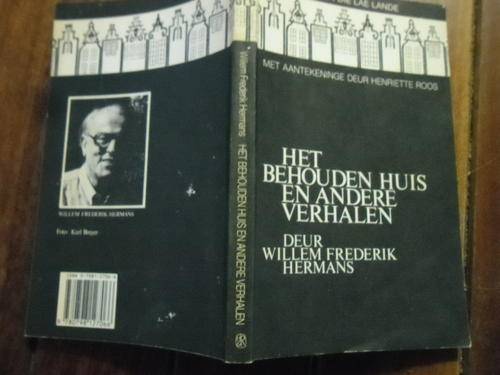 LAE LANDE
MET AANTEKENINGE DEUR HENRIETTE ROOS
HET
BEHOUDEN HUIS
EN ANDERE
VERHALEN
DEUR
WILLEM FREDERIK
HERMANS
Willem Frederik Hermans HET BEHOUDEN HUIS EN ANDERE VERHALEN
WILLEM FREDERIK HERMANS
Foto: Karl Breyer